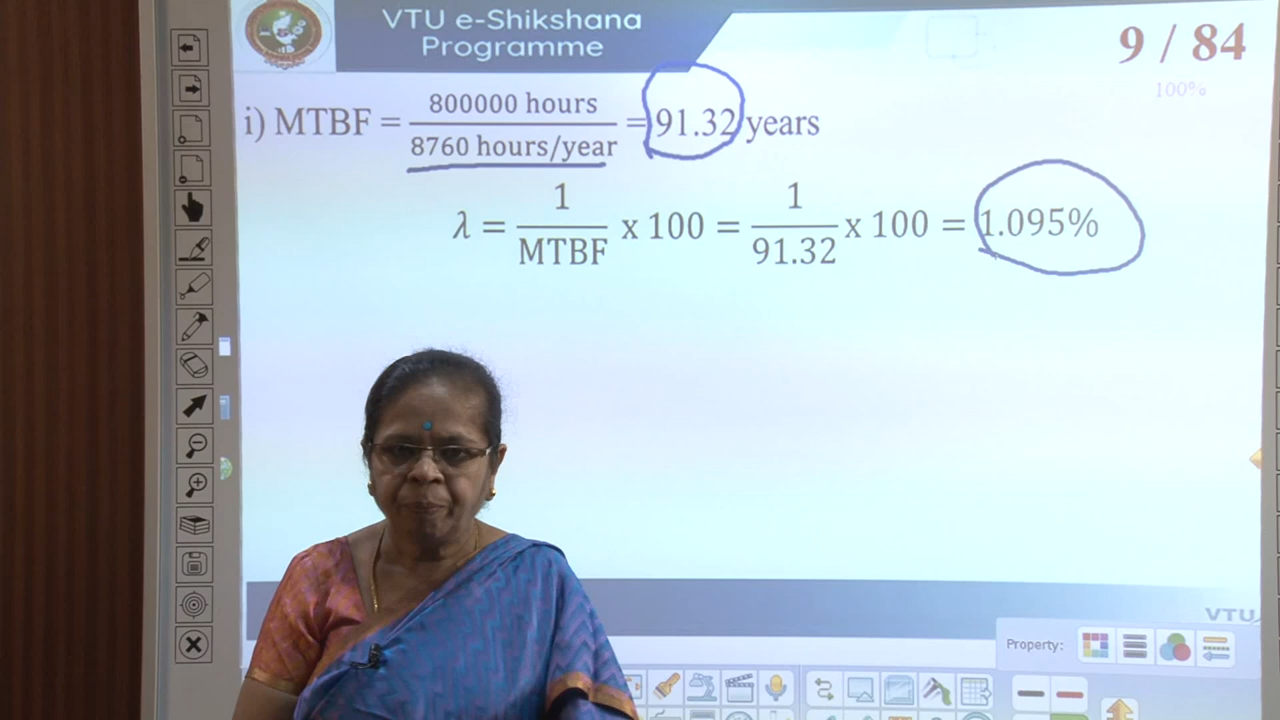 VTU e-Shikshana
Programme
9 / 84
100%
i) MTBF = 800000 hours / 8760 hours/year = 91.32 years
λ = 1 / MTBF x 100 = 1 / 91.32 x 100 = 1.095%
VTU
Property: